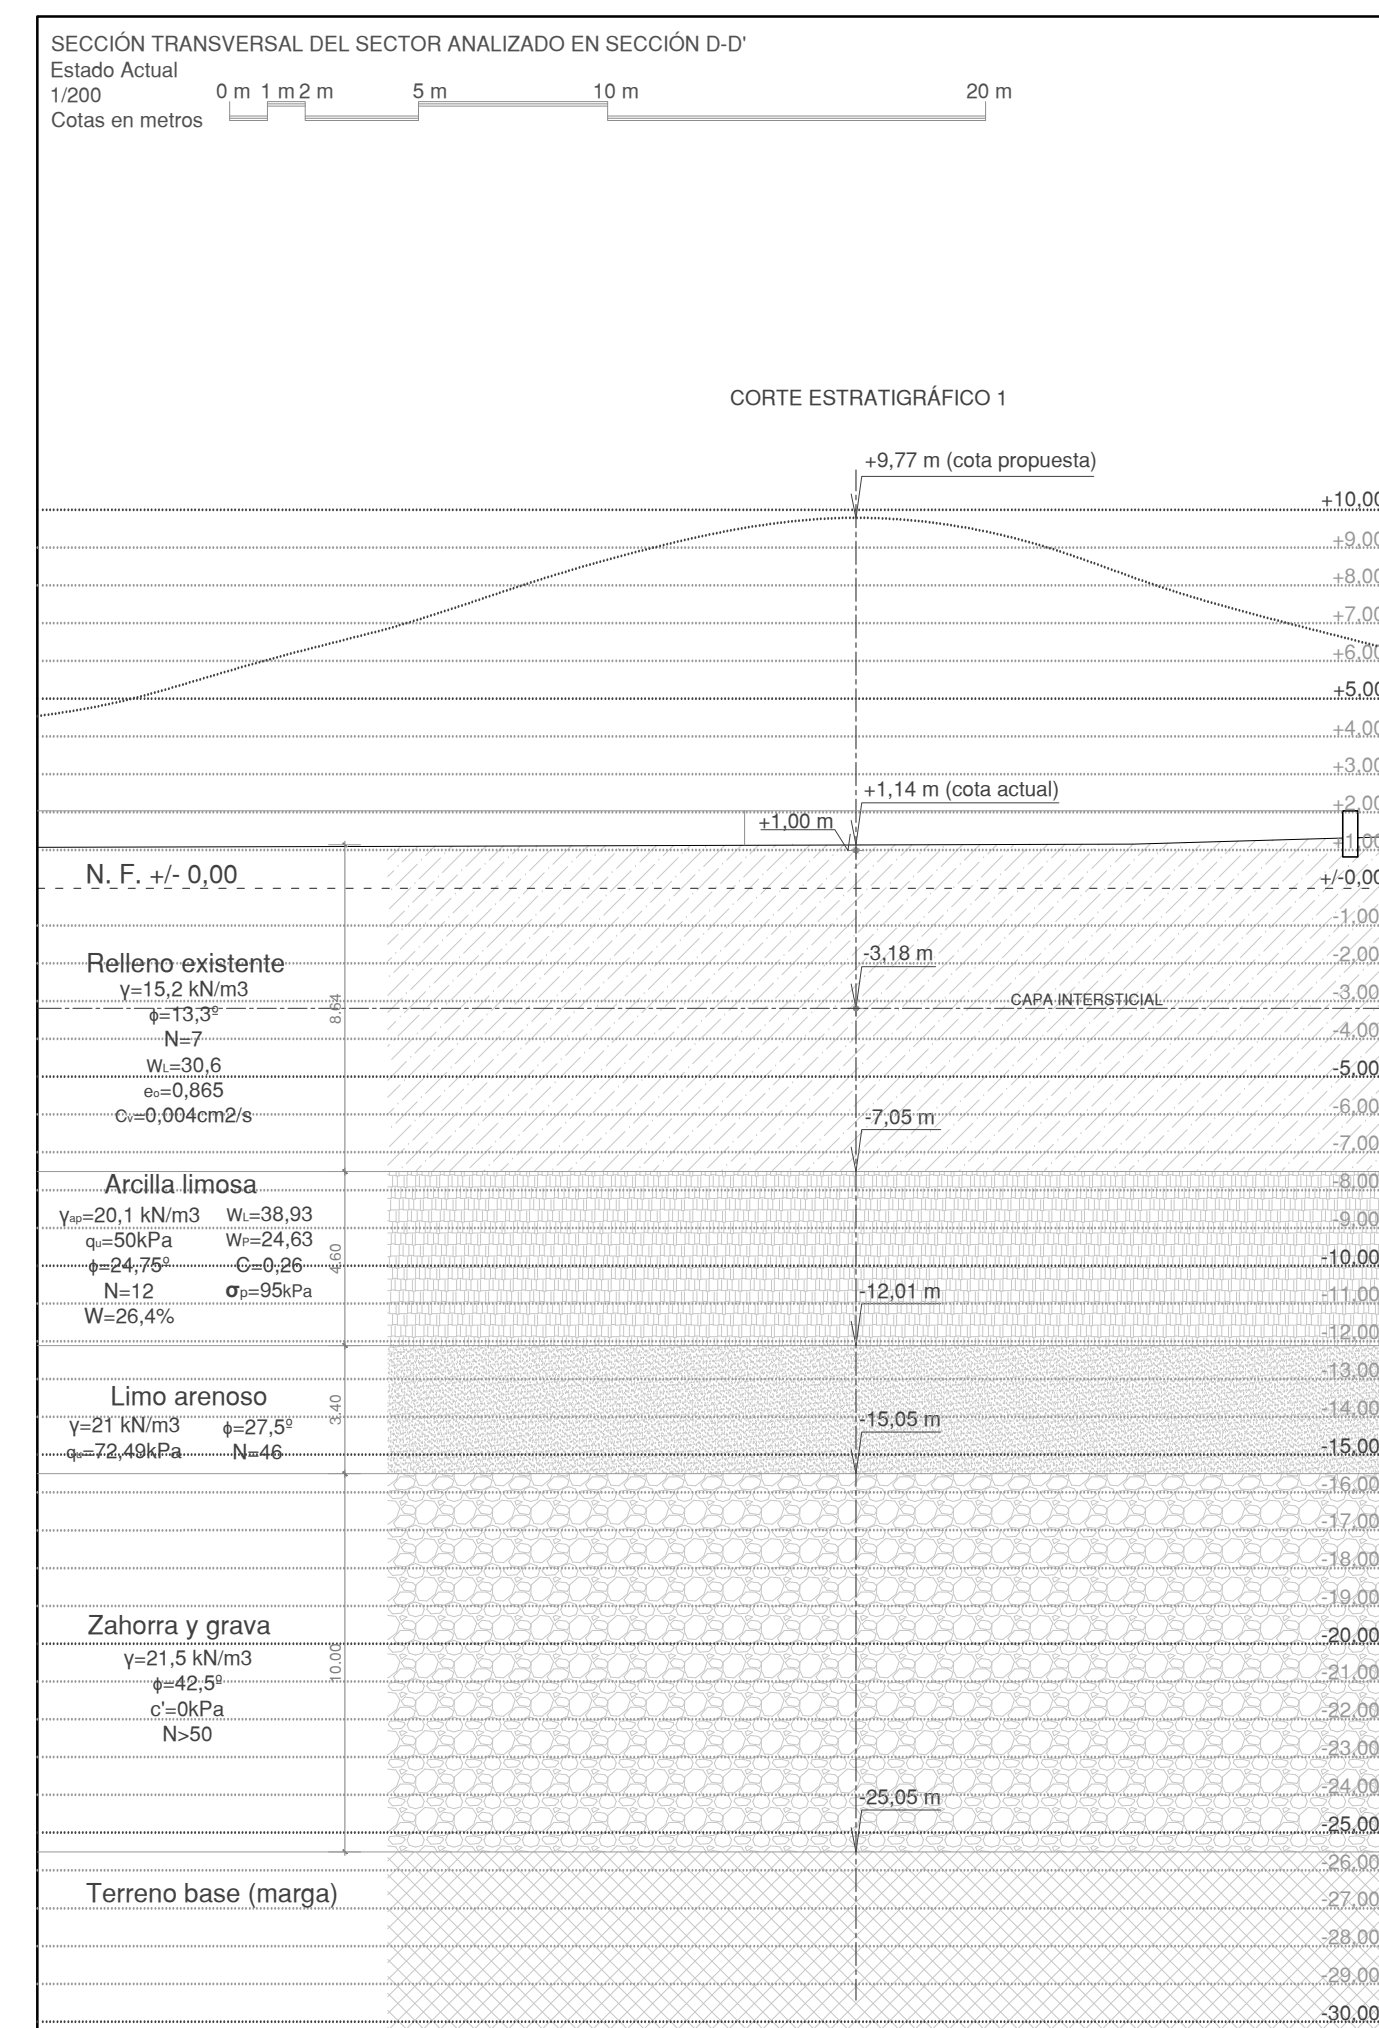 SECCIÓN TRANSVERSAL DEL SECTOR ANALIZADO EN SECCIÓN D-D'
Estado Actual
1/200
Cotas en metros
0 m 1 m 2 m 5 m 10 m 20 m
CORTE ESTRATIGRÁFICO 1
+9,77 m (cota propuesta)
+10,00
+9,00
+8,00
+7,00
+6,00
+5,00
+4,00
+3,00
+1,14 m (cota actual)
+2,00
+1,00 m
+1,00
N. F. +/- 0,00
+/-0,00
-1,00
-3,18 m
-2,00
Relleno existente
γ=15,2 kN/m3
ϕ=13,3º
N=7
WL=30,6
eo=0,865
Cv=0,004cm2/s
8.64
CAPA INTERSTICIAL
-3,00
-4,00
-5,00
-6,00
-7,05 m
-7,00
Arcilla limosa
γap=20,1 kN/m3 WL=38,93
qu=50kPa WP=24,63
ϕ=24,75º C=0,26
N=12 σp=95kPa
W=26,4%
4.60
-8,00
-9,00
-10,00
-12,01 m
-11,00
-12,00
Limo arenoso
γ=21 kN/m3 ϕ=27,5º
qu=72,49kPa N=46
3.40
-13,00
-14,00
-15,05 m
-15,00
-16,00
-17,00
-18,00
-19,00
Zahorra y grava
γ=21,5 kN/m3
ϕ=42,5º
c'=0kPa
N>50
10.00
-20,00
-21,00
-22,00
-23,00
-24,00
-25,05 m
-25,00
-26,00
Terreno base (marga)
-27,00
-28,00
-29,00
-30,00